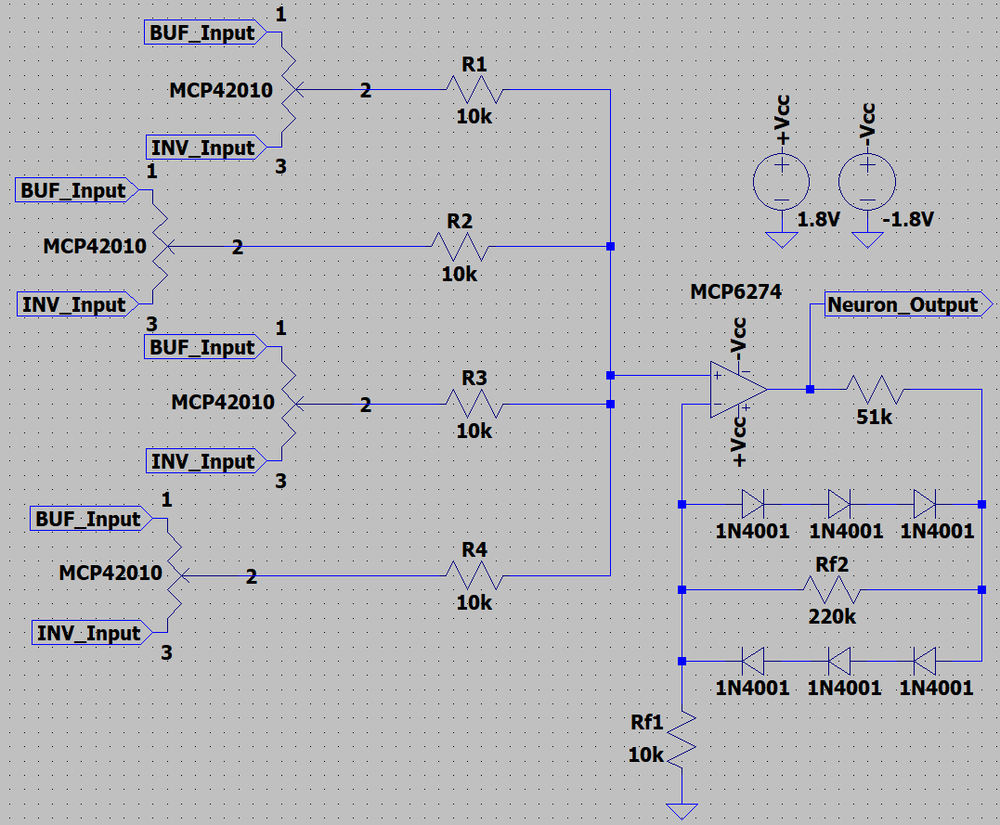 1
BUF_Input
MCP42010
2
R1
10k
INV_Input
3
1
BUF_Input
MCP42010
2
R2
10k
INV_Input
3
1
BUF_Input
MCP42010
2
R3
10k
INV_Input
3
1
BUF_Input
MCP42010
2
R4
10k
INV_Input
3
+Vcc
+
−
1.8V
-Vcc
+
−
-1.8V
MCP6274
-Vcc
−
+
−
+
+Vcc
Neuron_Output
51k
1N4001
1N4001
1N4001
Rf2
220k
1N4001
1N4001
1N4001
Rf1
10k